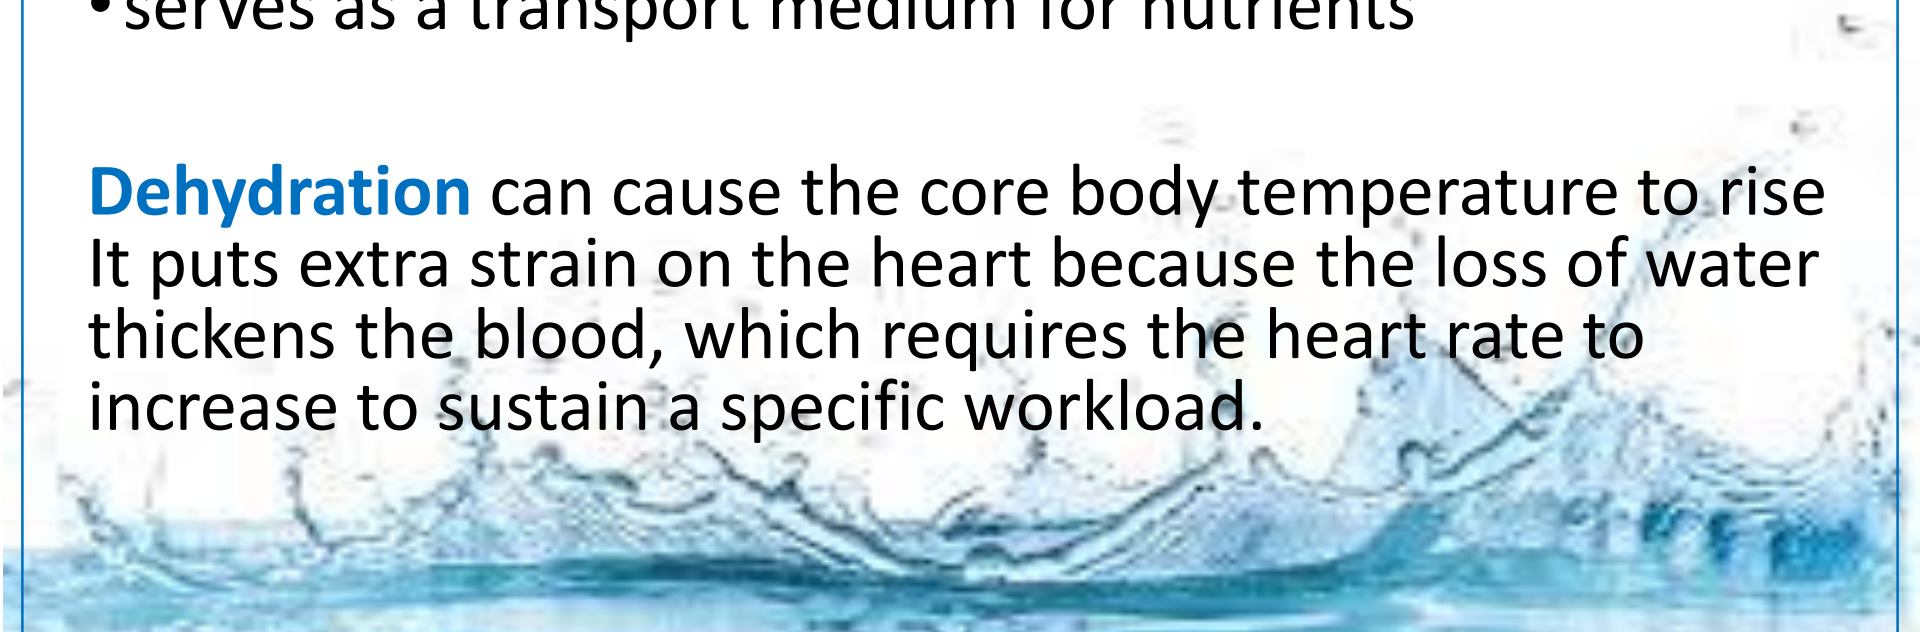 • serves as a transport medium for nutrients
Dehydration can cause the core body temperature to rise
It puts extra strain on the heart because the loss of water
thickens the blood, which requires the heart rate to
increase to sustain a specific workload.